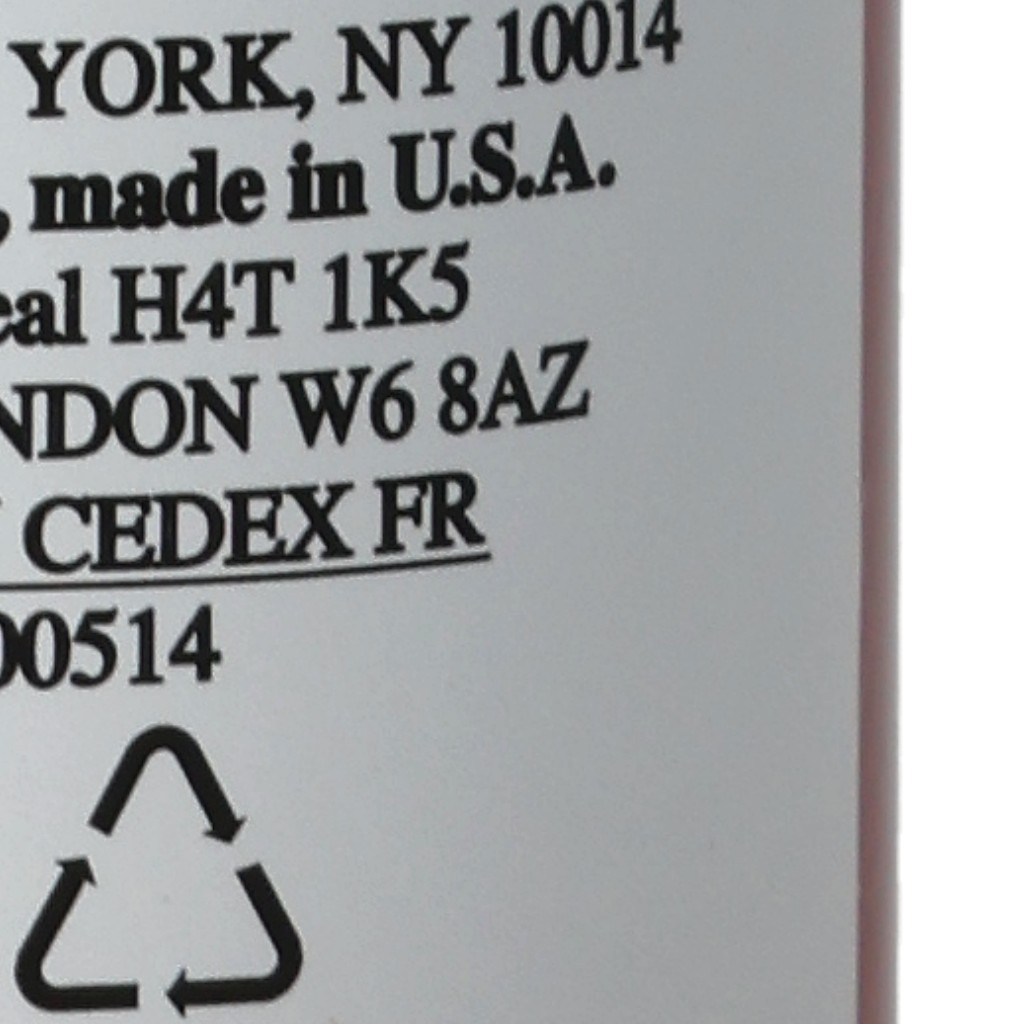 YORK, NY 10014
, made in U.S.A.
eal H4T 1K5
NDON W6 8AZ
CEDEX FR
00514